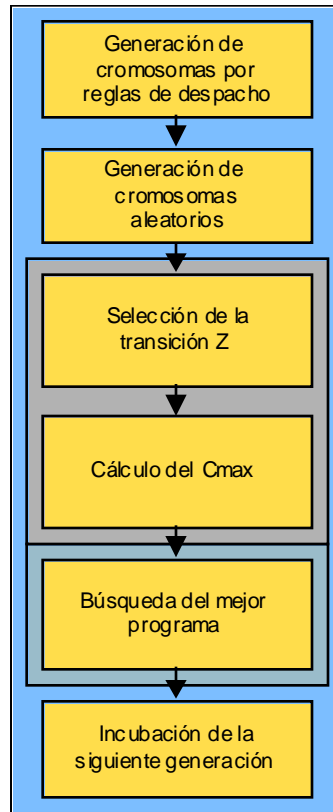 Generación de
cromosomas por
reglas de despacho
Generación de
cromosomas
aleatorios
Selección de la
transición Z
Cálculo del Cmax
Búsqueda del mejor
programa
Incubación de la
siguiente generación